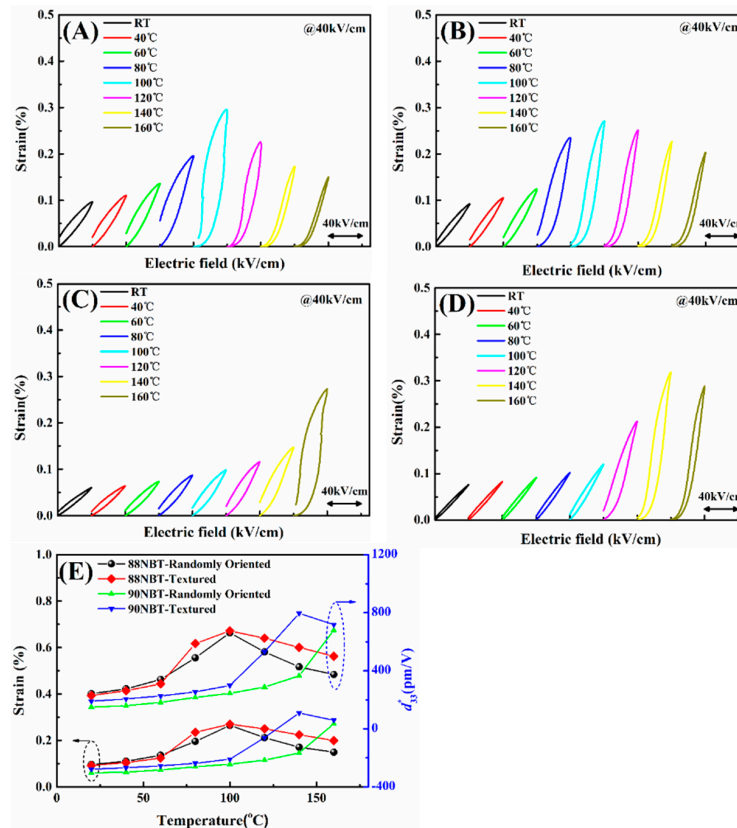 (A)
@40kV/cm
RT
40℃
60℃
80℃
100℃
120℃
140℃
160℃
40kV/cm
Strain(%)
0.5
0.4
0.3
0.2
0.1
0.0
Electric field (kV/cm)
(B)
@40kV/cm
RT
40℃
60℃
80℃
100℃
120℃
140℃
160℃
40kV/cm
Strain(%)
0.5
0.4
0.3
0.2
0.1
0.0
Electric field (kV/cm)
(C)
@40kV/cm
RT
40℃
60℃
80℃
100℃
120℃
140℃
160℃
40kV/cm
Strain(%)
0.5
0.4
0.3
0.2
0.1
0.0
Electric field (kV/cm)
(D)
@40kV/cm
RT
40℃
60℃
80℃
100℃
120℃
140℃
160℃
40kV/cm
Strain(%)
0.5
0.4
0.3
0.2
0.1
0.0
Electric field (kV/cm)
(E)
88NBT-Randomly Oriented
88NBT-Textured
90NBT-Randomly Oriented
90NBT-Textured
Strain (%)
1.0
0.8
0.6
0.4
0.2
0.0
1200
800
400
0
-400
d*33(pm/V)
0 50 100 150
Temperature(°C)